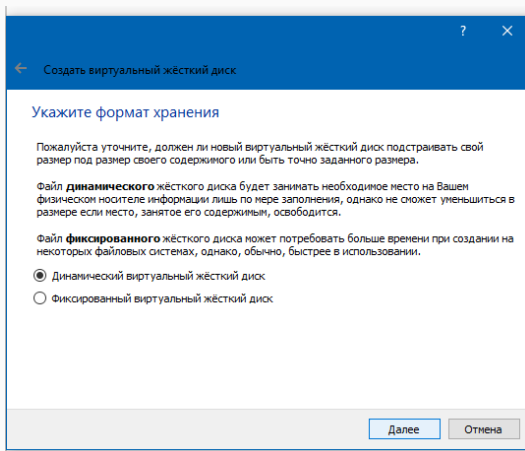 ?
Создать виртуальный жёсткий диск
Укажите формат хранения
Пожалуйста уточните, должен ли новый виртуальный жёсткий диск подстраивать свой
размер под размер своего содержимого или быть точно заданного размера.
Файл динамического жёсткого диска будет занимать необходимое место на Вашем
физическом носителе информации лишь по мере заполнения, однако не сможет уменьшиться в
размере если место, занятое его содержимым, освободится.
Файл фиксированного жёсткого диска может потребовать больше времени при создании на
некоторых файловых системах, однако, обычно, быстрее в использовании.
Динамический виртуальный жёсткий диск
Фиксированный виртуальный жёсткий диск
Далее Отмена